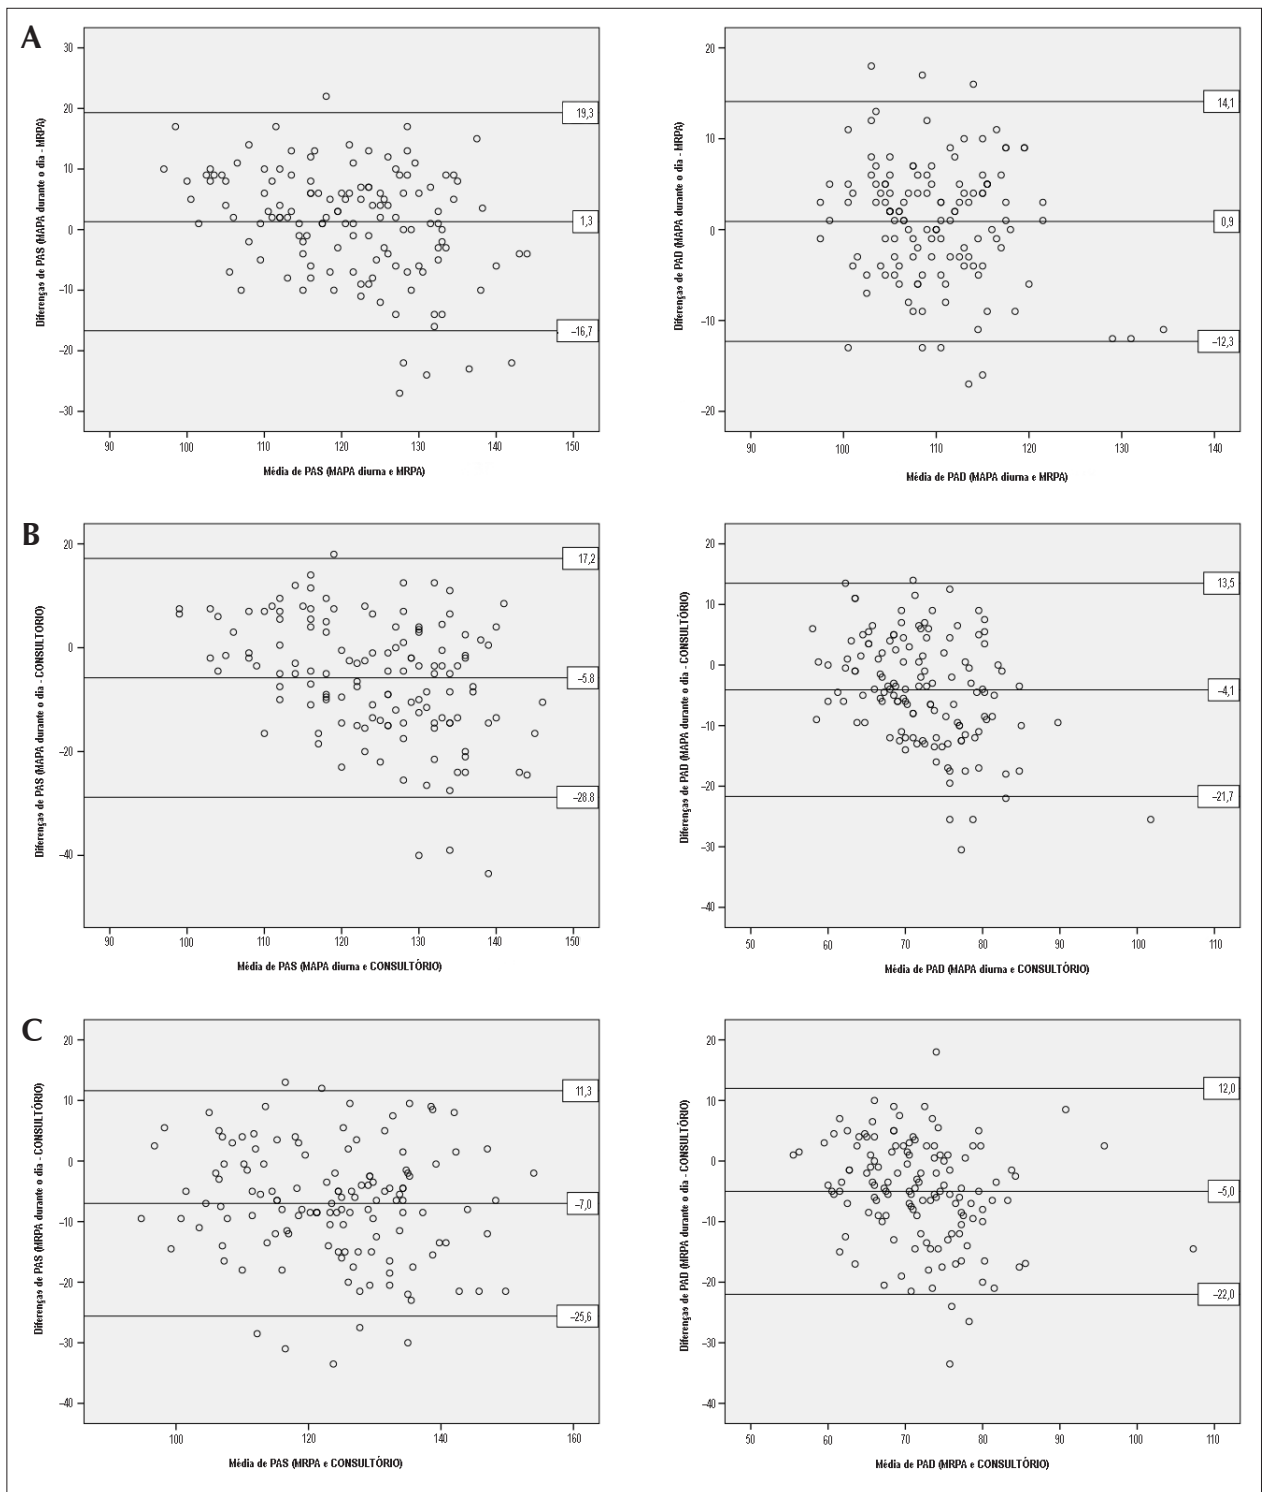 A
30
20
10
0
–10
–20
–30
19,3
1,3
–16,7
90 100 110 120 130 140 150
Diferenças de PAS (MAPA durante o dia - MRPA)
Média de PAS (MAPA diurna e MRPA)
20
10
0
–10
–20
14,1
0,9
–12,3
90 100 110 120 130 140
Diferenças de PAD (MAPA durante o dia - MRPA)
Média de PAD (MAPA diurna e MRPA)
B
20
0
–20
–40
17,2
–5.8
–28.8
90 100 110 120 130 140 150
Diferenças de PAS (MAPA durante o dia - CONSULTORIO)
Média de PAS (MAPA diurna e CONSULTÓRIO)
20
10
0
–10
–20
–30
–40
13,5
–4,1
–21,7
50 60 70 80 90 100 110
Diferenças de PAD (MAPA durante o dia - CONSULTÓRIO)
Média de PAD (MAPA diurna e CONSULTÓRIO)
C
20
10
0
–10
–20
–30
–40
11,3
–7,0
–25,6
100 120 140 160
Diferenças de PAS (MRPA durante o dia - CONSULTÓRIO)
Média de PAS (MRPA e CONSULTÓRIO)
20
10
0
–10
–20
–30
–40
12,0
–5,0
–22,0
50 60 70 80 90 100 110
Diferenças de PAD (MRPA durante o dia - CONSULTÓRIO)
Média de PAD (MRPA e CONSULTÓRIO)